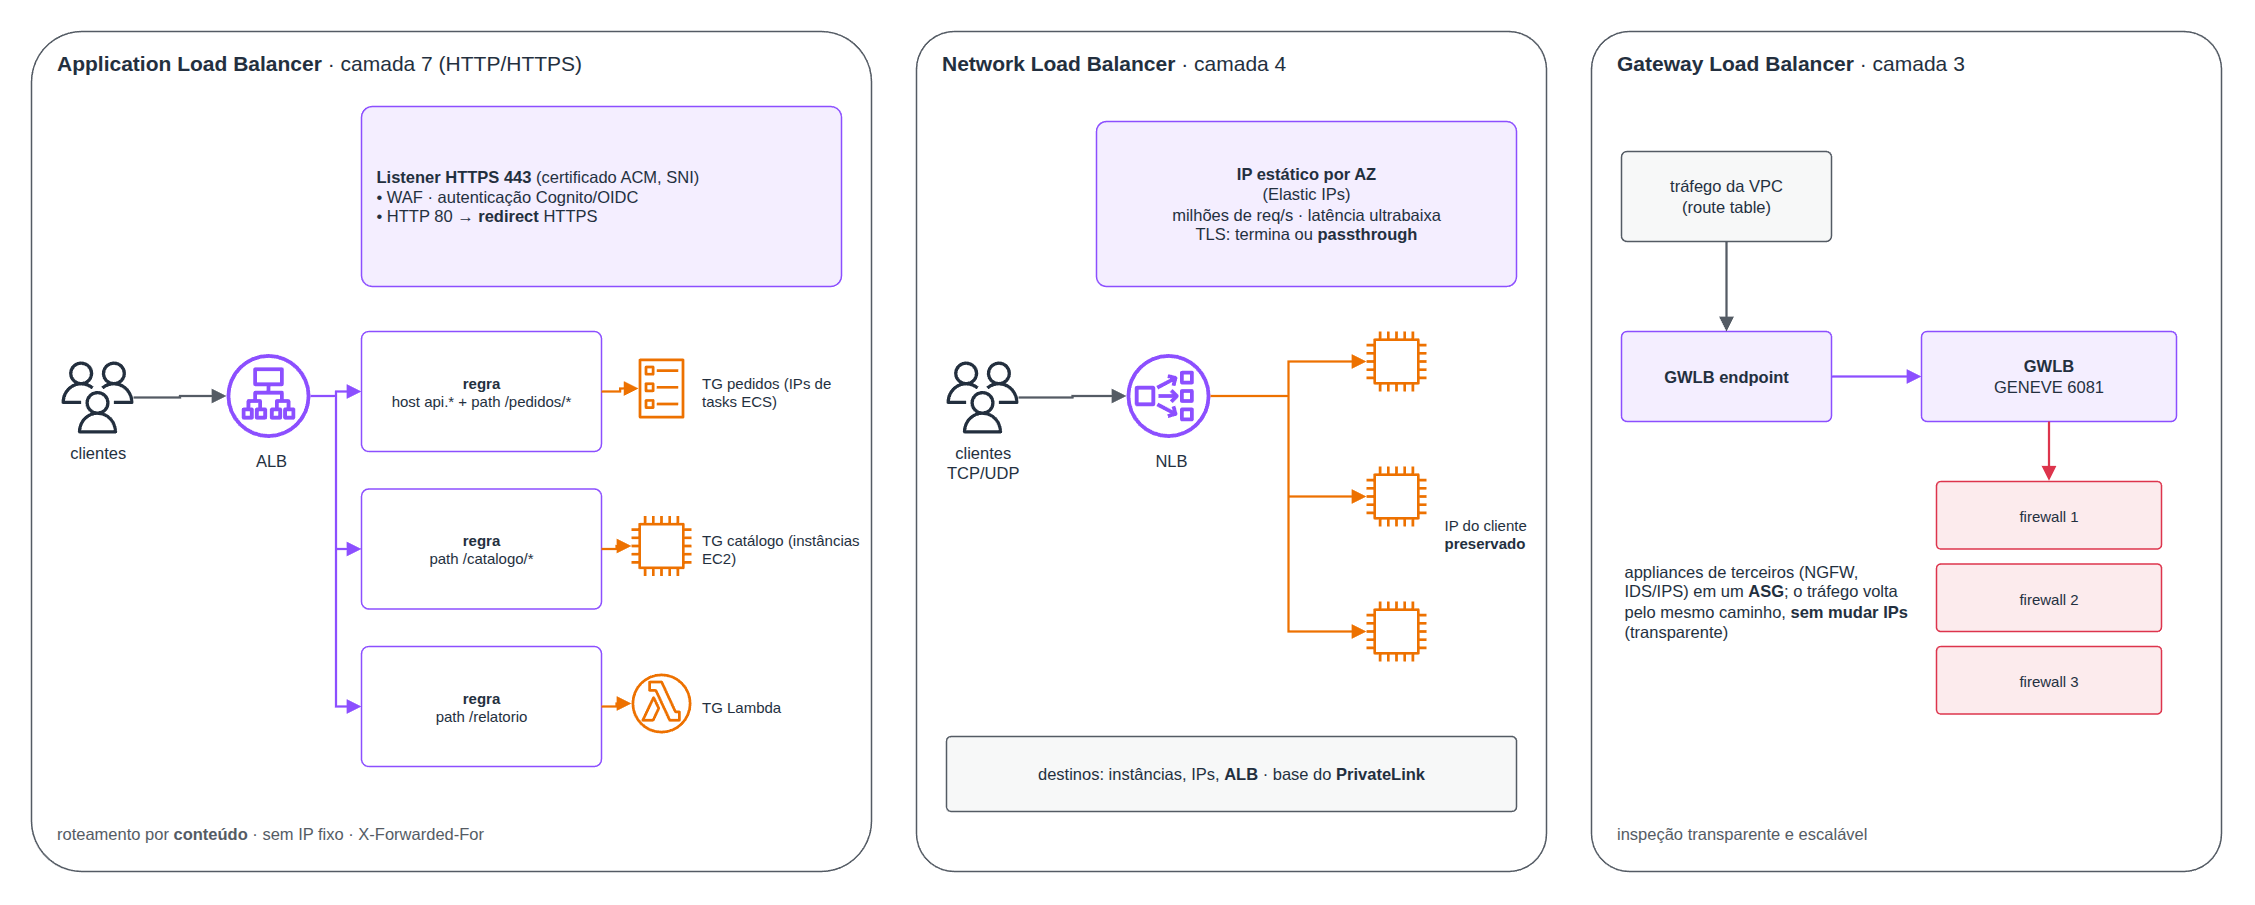 Application Load Balancer · camada 7 (HTTP/HTTPS)
Listener HTTPS 443 (certificado ACM, SNI)
• WAF · autenticação Cognito/OIDC
• HTTP 80 → redirect HTTPS
clientes
ALB
regra
host api.* + path /pedidos/*
TG pedidos (IPs de
tasks ECS)
regra
path /catalogo/*
TG catálogo (instâncias
EC2)
regra
path /relatorio
TG Lambda
roteamento por conteúdo · sem IP fixo · X-Forwarded-For
Network Load Balancer · camada 4
IP estático por AZ
(Elastic IPs)
milhões de req/s · latência ultrabaixa
TLS: termina ou passthrough
clientes
TCP/UDP
NLB
IP do cliente
preservado
destinos: instâncias, IPs, ALB · base do PrivateLink
Gateway Load Balancer · camada 3
tráfego da VPC
(route table)
GWLB endpoint
GWLB
GENEVE 6081
firewall 1
firewall 2
firewall 3
appliances de terceiros (NGFW,
IDS/IPS) em um ASG; o tráfego volta
pelo mesmo caminho, sem mudar IPs
(transparente)
inspeção transparente e escalável